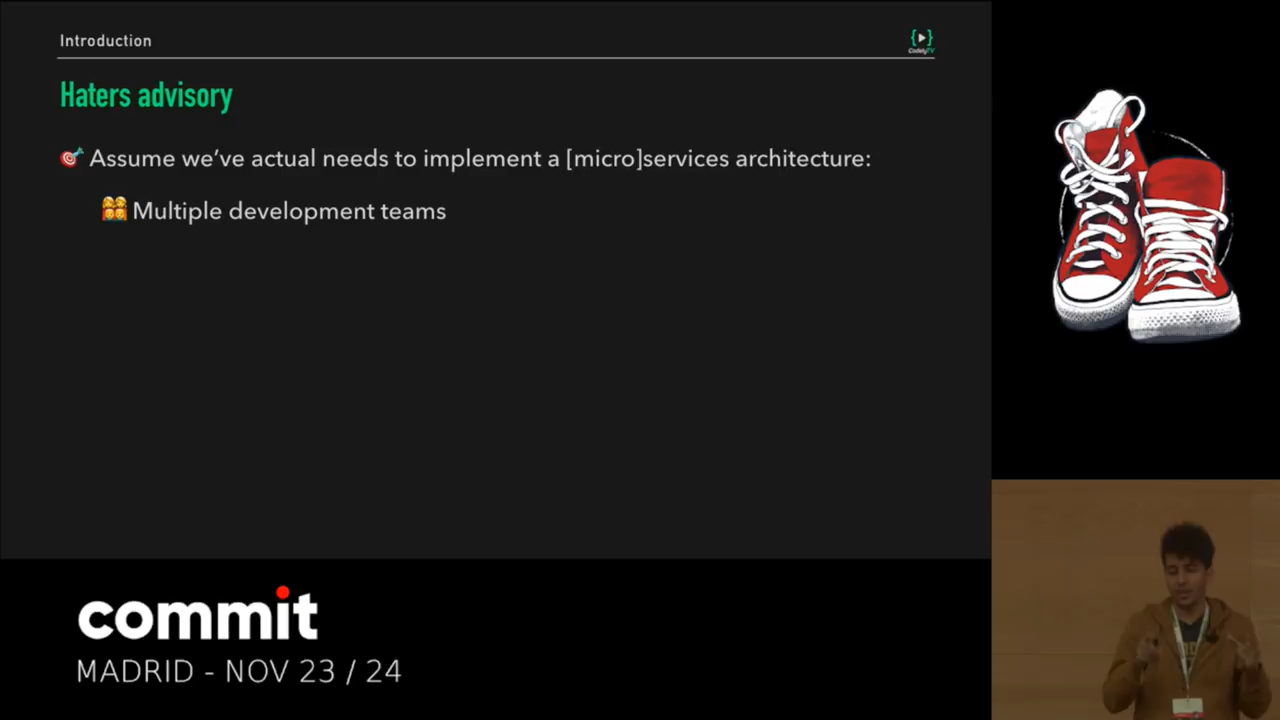 Introduction
CodelyTV
Haters advisory
Assume we've actual needs to implement a [micro]services architecture:
Multiple development teams
commit
MADRID - NOV 23 / 24